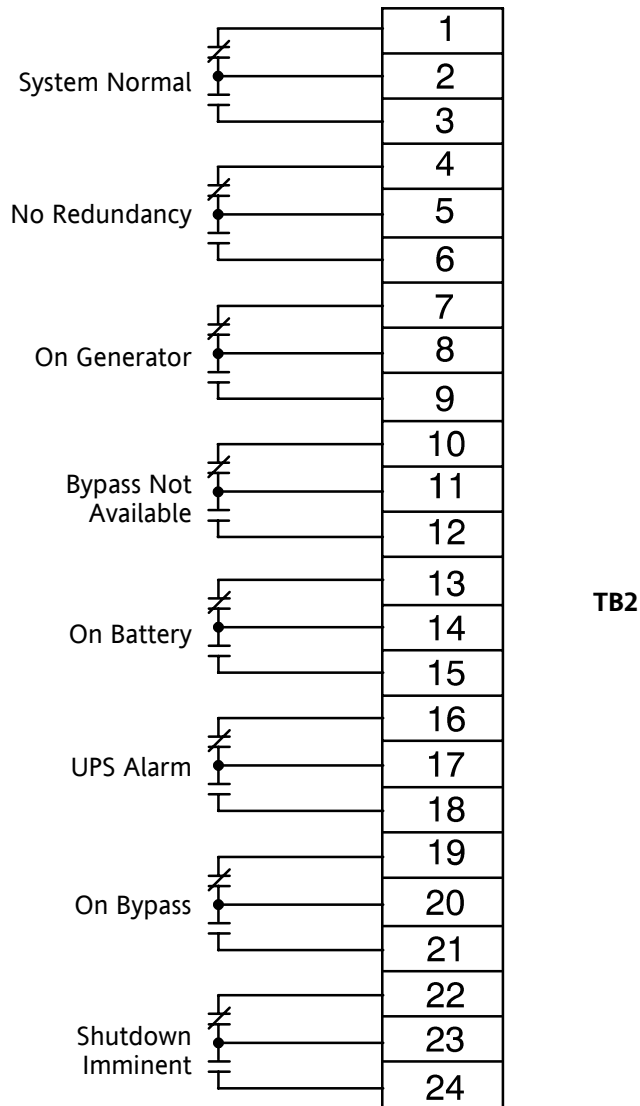 System Normal
1
2
3
No Redundancy
4
5
6
On Generator
7
8
9
Bypass Not
Available
10
11
12
On Battery
13
14
15
TB2
UPS Alarm
16
17
18
On Bypass
19
20
21
Shutdown
Imminent
22
23
24